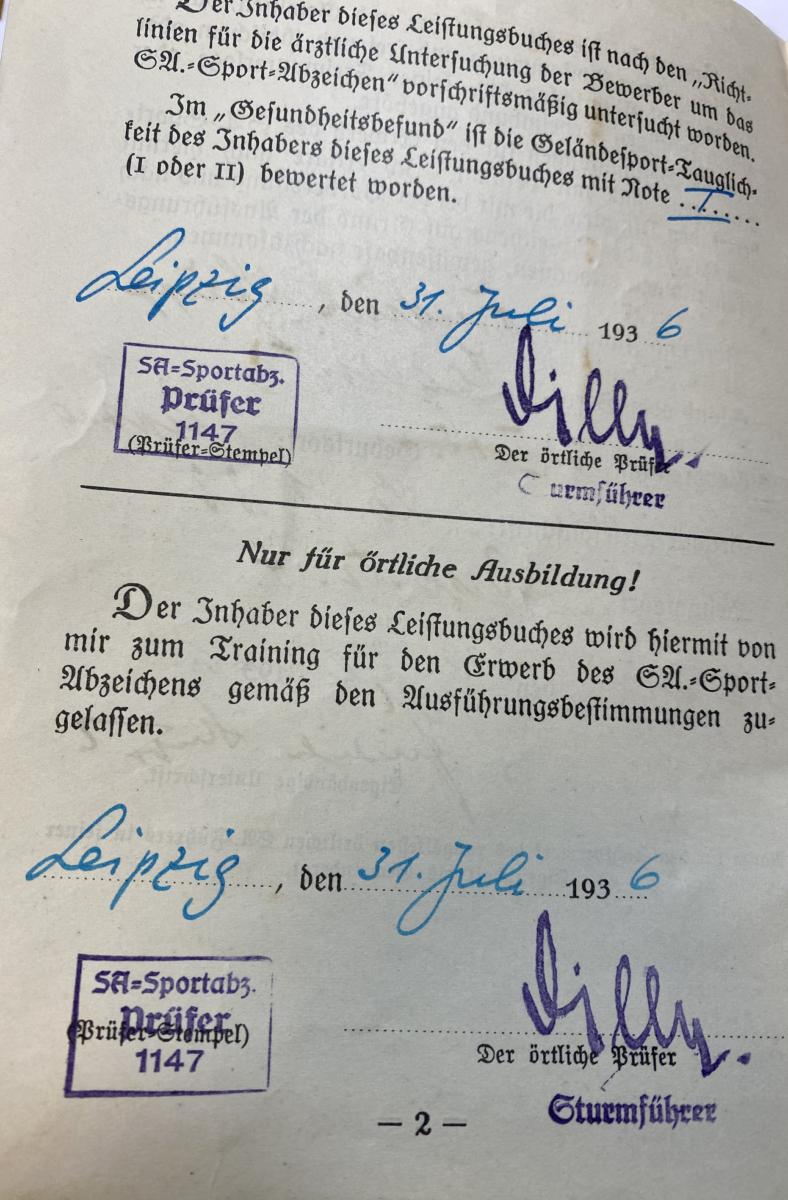 Der Inhaber dieses Leistungsbuches ist nach den „Richt-
linien für die ärztliche Untersuchung der Bewerber um das
SA.-Sport-Abzeichen“ vorschriftsmäßig untersucht worden.
Im „Gesundheitsbefund“ ist die Geländesport-Tauglich-
keit des Inhabers dieses Leistungsbuches mit Note I
(I oder II) bewertet worden.
Leipzig, den 31. Juli 1936
SA-Sportabz.
Prüfer
1147
(Prüfer-Stempel)
Dilly.
Der örtliche Prüfer
urmführer
Nur für örtliche Ausbildung!
Der Inhaber dieses Leistungsbuches wird hiermit von
mir zum Training für den Erwerb des SA.-Sport-
Abzeichens gemäß den Ausführungsbestimmungen zu-
gelassen.
Leipzig, den 31. Juli 1936
SA-Sportabz.
Prüfer
(Prüfer-Stempel)
1147
Dilly.
Der örtliche Prüfer
Sturmführer
— 2 —